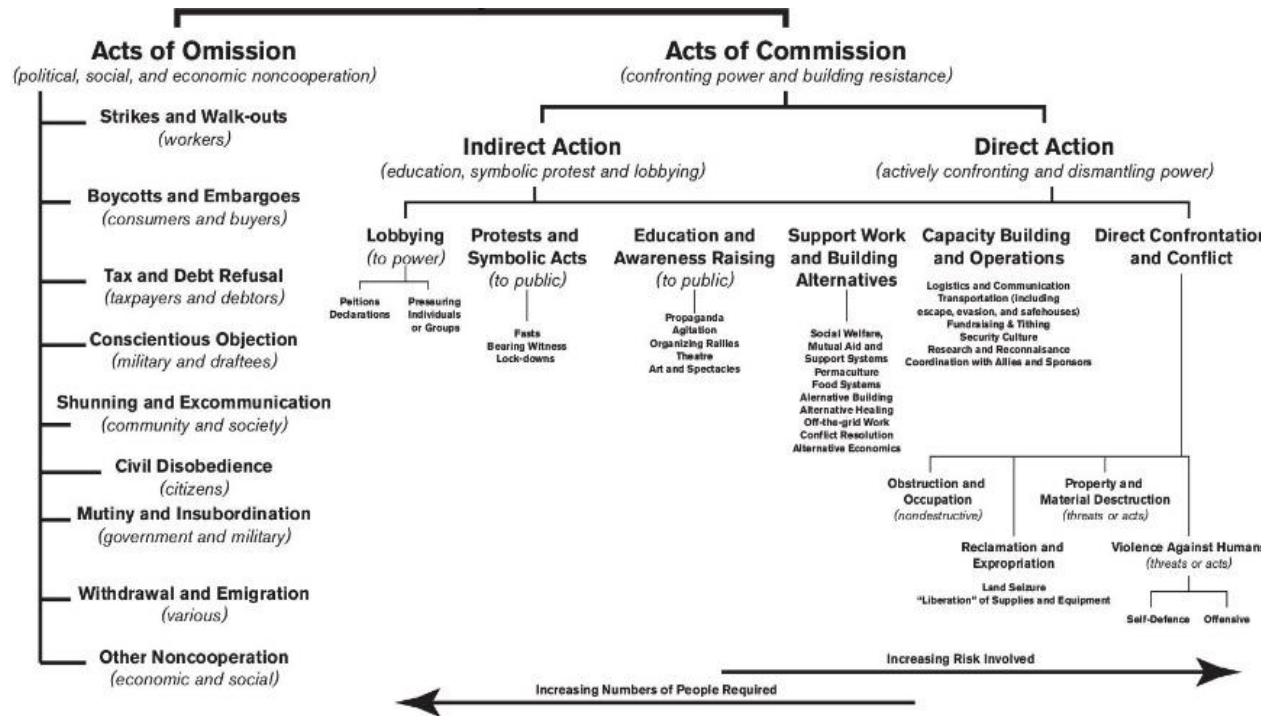 Acts of Omission
(political, social, and economic noncooperation)
Strikes and Walk-outs
(workers)
Boycotts and Embargoes
(consumers and buyers)
Tax and Debt Refusal
(taxpayers and debtors)
Conscientious Objection
(military and draftees)
Shunning and Excommunication
(community and society)
Civil Disobedience
(citizens)
Mutiny and Insubordination
(government and military)
Withdrawal and Emigration
(various)
Other Noncooperation
(economic and social)
Acts of Commission
(confronting power and building resistance)
Indirect Action
(education, symbolic protest and lobbying)
Direct Action
(actively confronting and dismantling power)
Lobbying
(to power)
Peitions
Declarations
Pressuring
Individuals
or Groups
Protests and
Symbolic Acts
(to public)
Fasts
Bearing Witness
Lock-downs
Education and
Awareness Raising
(to public)
Propaganda
Agitation
Organizing Rallies
Theatre
Art and Spectacles
Support Work
and Building
Alternatives
Social Welfare,
Mutual Aid and
Support Systems
Permaculture
Food Systems
Alernative Building
Alternative Healing
Off-the-grid Work
Conflict Resolution
Alternative Economics
Capacity Building
and Operations
Logistics and Communication
Transportation (including
escape, evasion, and safehouses)
Fundraising & Tithing
Security Culture
Research and Reconnaisance
Coordination with Allies and Sponsors
Direct Confrontation
and Conflict
Obstruction and
Occupation
(nondestructive)
Reclamation and
Expropriation
Land Seizure
"Liberation" of Supplies and Equipment
Property and
Material Desctruction
(threats or acts)
Violence Against Humans
(threats or acts)
Self-Defence
Offensive
Increasing Risk Involved
Increasing Numbers of People Required